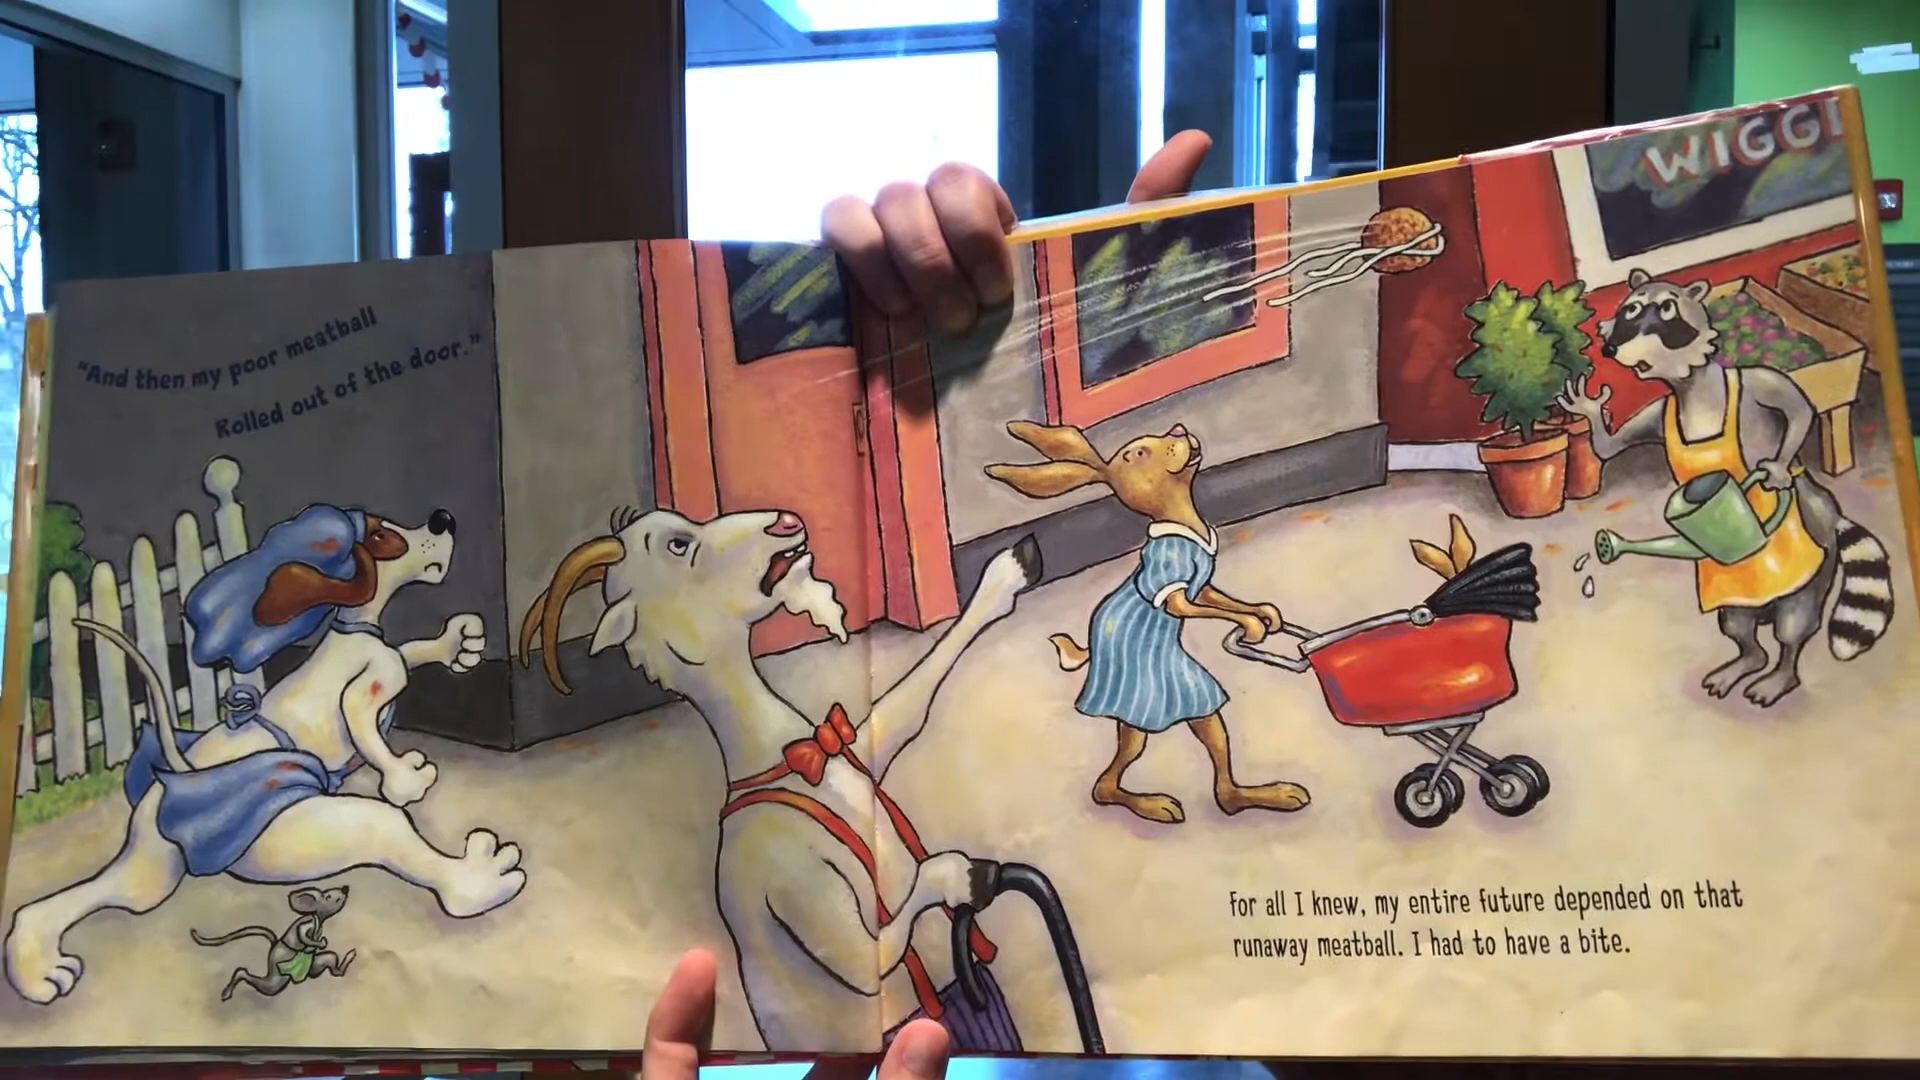 "And then my poor meatball
Rolled out of the door."
WIGGI
For all I knew, my entire future depended on that
runaway meatball. I had to have a bite.